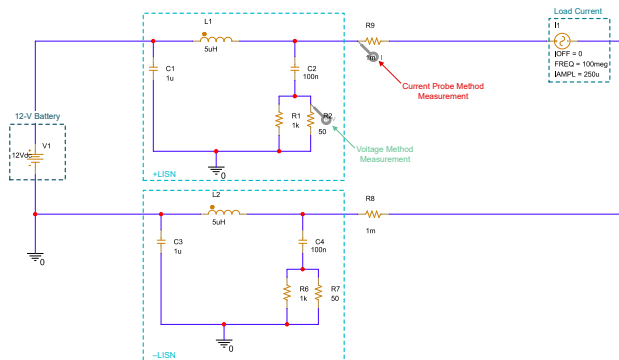 Load Current
I1
IOFF = 0
FREQ = 100meg
IAMPL = 250u
L1
5uH
R9
1m
I
C1
1u
C2
100n
Current Probe Method
Measurement
R1
1k
R2
50
12-V Battery
V1
12Vdc
Voltage Method
Measurement
0
+LISN
L2
5uH
R8
1m
C3
1u
C4
100n
0
R6
1k
R7
50
0
–LISN